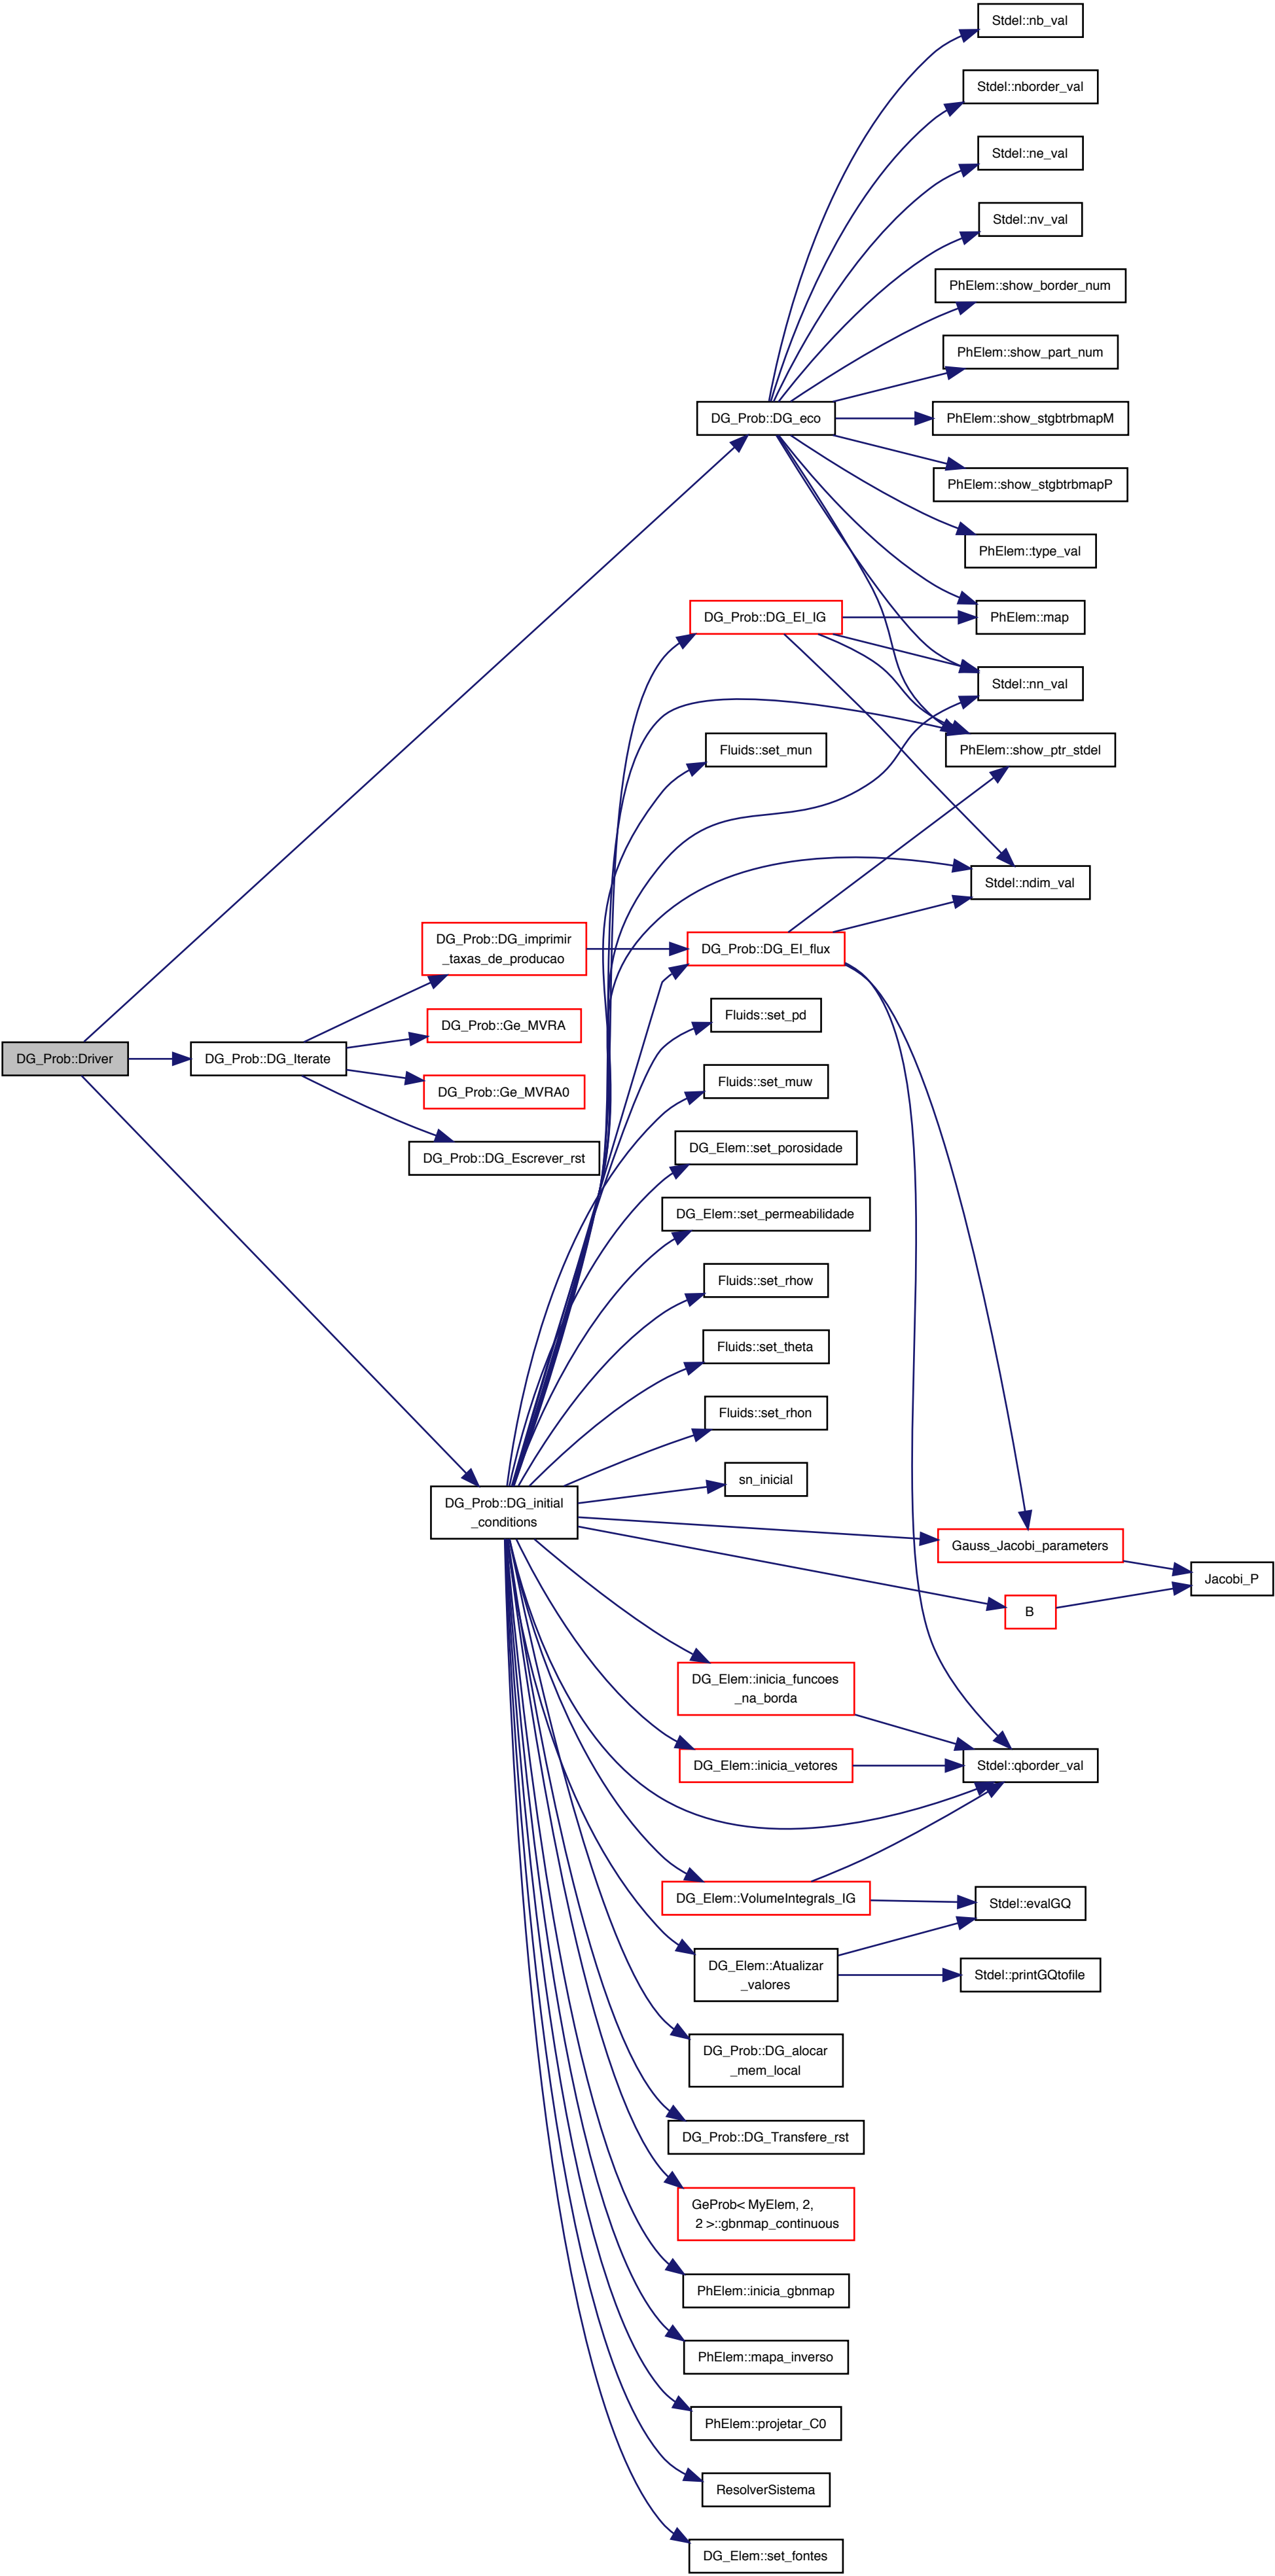 Stdel::nb_val
Stdel::nborder_val
Stdel::ne_val
Stdel::nv_val
PhElem::show_border_num
PhElem::show_part_num
DG_Prob::DG_eco
PhElem::show_stgbtrbmapM
PhElem::show_stgbtrbmapP
PhElem::type_val
DG_Prob::DG_EI_IG
PhElem::map
Stdel::nn_val
Fluids::set_mun
PhElem::show_ptr_stdel
Stdel::ndim_val
DG_Prob::DG_imprimir
_taxas_de_producao
DG_Prob::DG_EI_flux
Fluids::set_pd
DG_Prob::Ge_MVRA
DG_Prob::Driver
DG_Prob::DG_Iterate
Fluids::set_muw
DG_Prob::Ge_MVRA0
DG_Elem::set_porosidade
DG_Prob::DG_Escrever_rst
DG_Elem::set_permeabilidade
Fluids::set_rhow
Fluids::set_theta
Fluids::set_rhon
sn_inicial
DG_Prob::DG_initial
_conditions
Gauss_Jacobi_parameters
Jacobi_P
B
DG_Elem::inicia_funcoes
_na_borda
DG_Elem::inicia_vetores
Stdel::qborder_val
DG_Elem::VolumeIntegrals_IG
Stdel::evalGQ
DG_Elem::Atualizar
_valores
Stdel::printGQtofile
DG_Prob::DG_alocar
_mem_local
DG_Prob::DG_Transfere_rst
GeProb< MyElem, 2,
2 >::gbnmap_continuous
PhElem::inicia_gbnmap
PhElem::mapa_inverso
PhElem::projetar_C0
ResolverSistema
DG_Elem::set_fontes